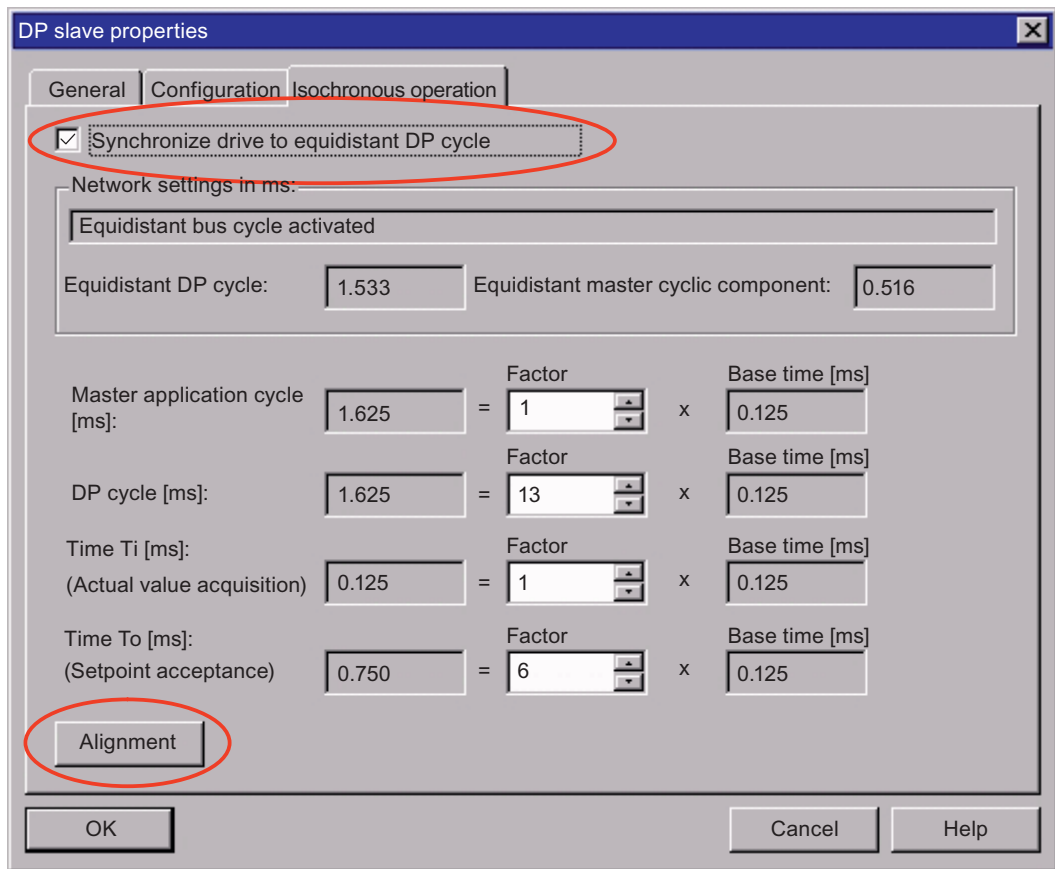 DP slave properties
General Configuration Isochronous operation
Synchronize drive to equidistant DP cycle
Network settings in ms:
Equidistant bus cycle activated
Equidistant DP cycle: 1.533 Equidistant master cyclic component: 0.516
Factor Base time [ms]
Master application cycle
[ms]: 1.625 = 1 x 0.125
Factor Base time [ms]
DP cycle [ms]: 1.625 = 13 x 0.125
Time Ti [ms]: Factor Base time [ms]
(Actual value acquisition) 0.125 = 1 x 0.125
Time To [ms]: Factor Base time [ms]
(Setpoint acceptance) 0.750 = 6 x 0.125
Alignment
OK Cancel Help